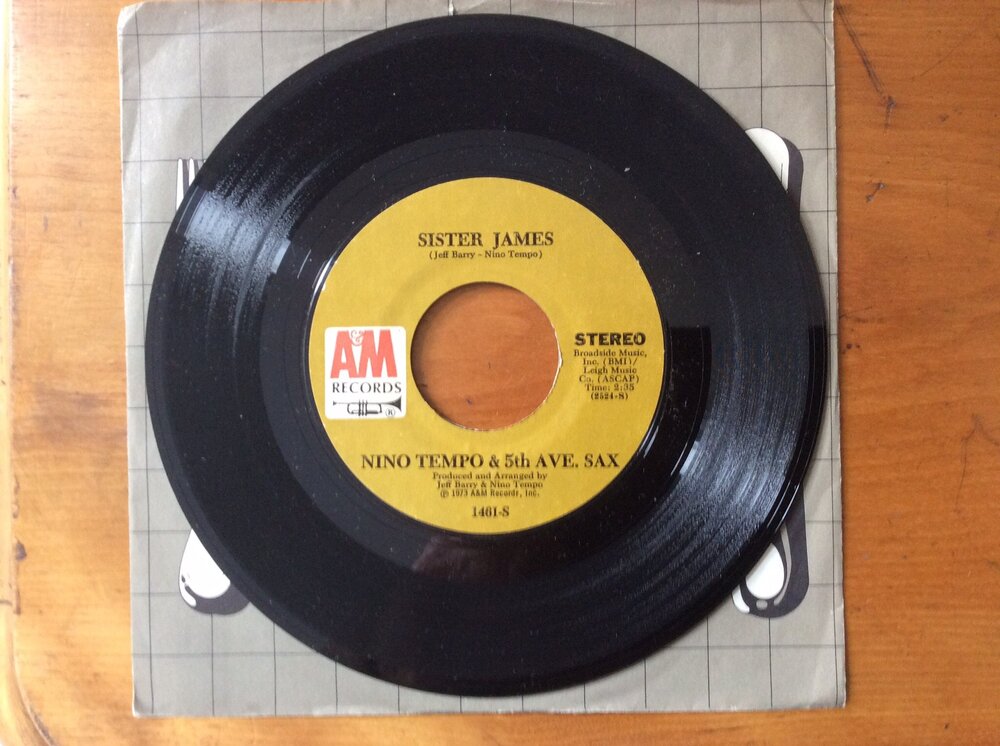 SISTER JAMES
(Jeff Barry - Nino Tempo)
A&M
RECORDS
®
STEREO
Broadside Music,
Inc. (BMI)/
Leigh Music
Co. (ASCAP)
Time: 2:35
(2524-S)
NINO TEMPO & 5th AVE. SAX
Produced and Arranged by
Jeff Barry & Nino Tempo
℗ 1973 A&M Records, Inc.
1461-S